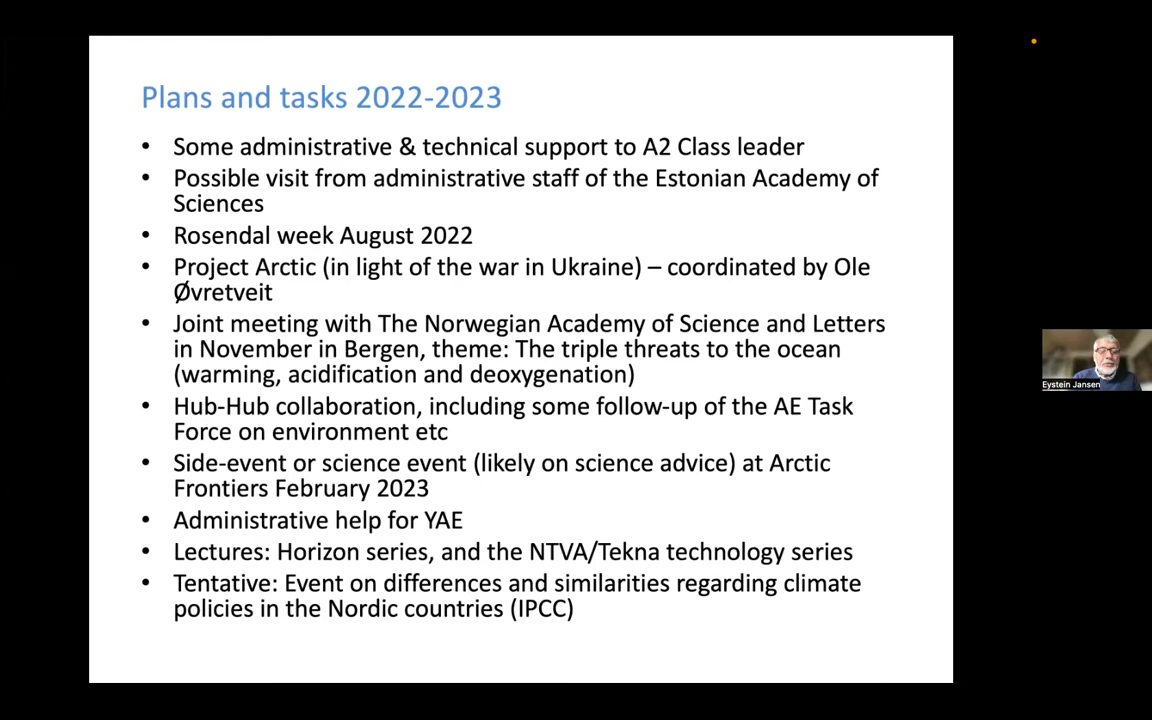 Plans and tasks 2022-2023
• Some administrative & technical support to A2 Class leader
• Possible visit from administrative staff of the Estonian Academy of
Sciences
• Rosendal week August 2022
• Project Arctic (in light of the war in Ukraine) – coordinated by Ole
Øvretveit
• Joint meeting with The Norwegian Academy of Science and Letters
in November in Bergen, theme: The triple threats to the ocean
(warming, acidification and deoxygenation)
• Hub-Hub collaboration, including some follow-up of the AE Task
Force on environment etc
• Side-event or science event (likely on science advice) at Arctic
Frontiers February 2023
• Administrative help for YAE
• Lectures: Horizon series, and the NTVA/Tekna technology series
• Tentative: Event on differences and similarities regarding climate
policies in the Nordic countries (IPCC)
Eystein Jansen